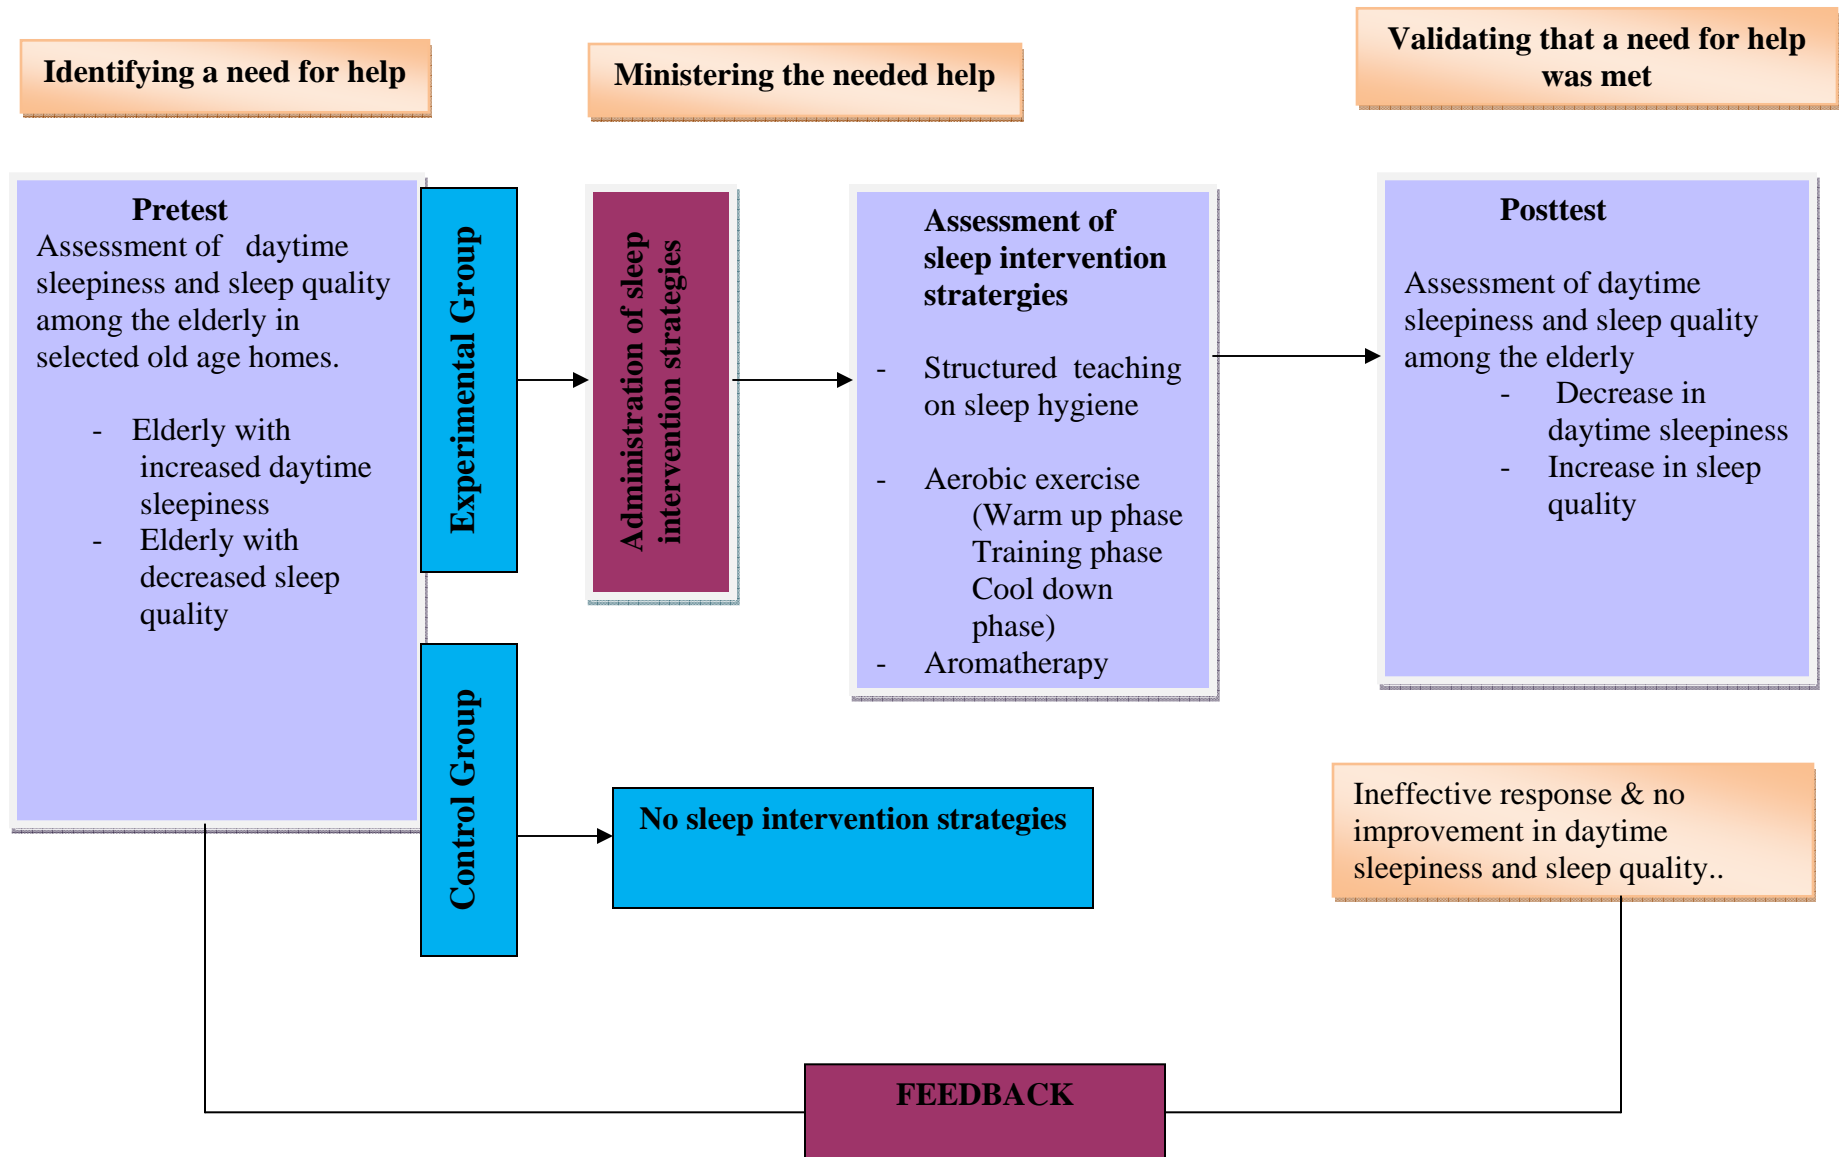 Identifying a need for help
Ministering the needed help
Validating that a need for help
was met
Pretest
Assessment of daytime
sleepiness and sleep quality
among the elderly in
selected old age homes.
- Elderly with
increased daytime
sleepiness
- Elderly with
decreased sleep
quality
Experimental Group
Control Group
Administration of sleep
intervention strategies
Assessment of
sleep intervention
stratergies
- Structured teaching
on sleep hygiene
- Aerobic exercise
(Warm up phase
Training phase
Cool down
phase)
- Aromatherapy
Posttest
Assessment of daytime
sleepiness and sleep quality
among the elderly
- Decrease in
daytime sleepiness
- Increase in sleep
quality
No sleep intervention strategies
Ineffective response & no
improvement in daytime
sleepiness and sleep quality..
FEEDBACK